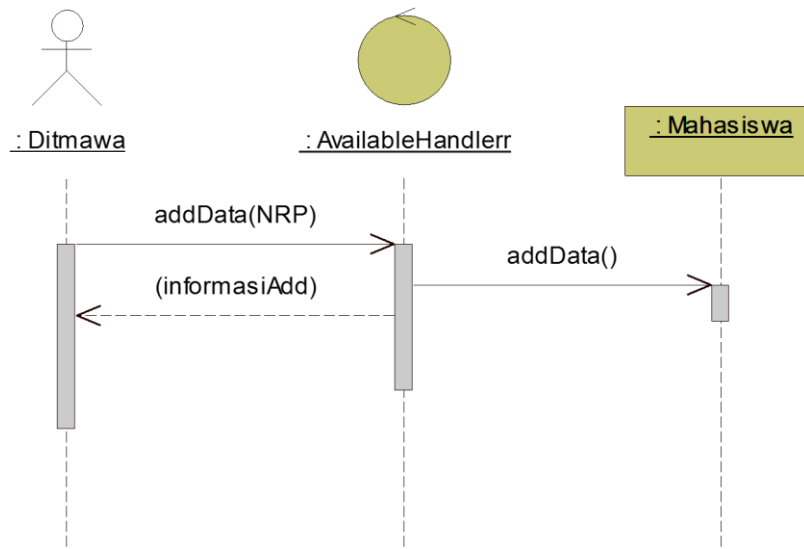 : Ditmawa
: AvailableHandlerr
: Mahasiswa
addData(NRP)
addData()
(informasiAdd)